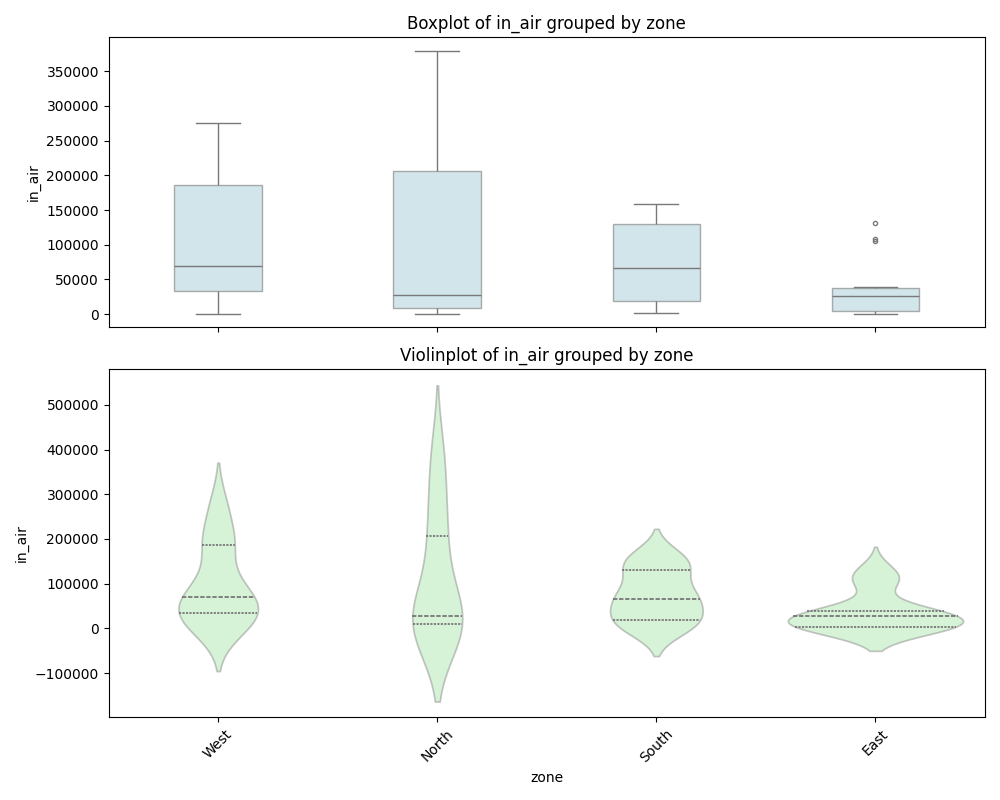 Boxplot of in_air grouped by zone
350000
300000
250000
200000
150000
100000
50000
0
in_air
Violinplot of in_air grouped by zone
500000
400000
300000
200000
100000
0
−100000
in_air
West
North
South
East
zone